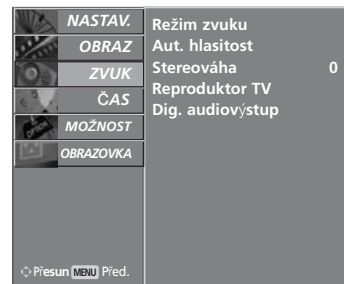 NASTAV.
OBRAZ
ZVUK
ČAS
MOŽNOST
OBRAZOVKA
Přesun MENU Před.
Režim zvuku
Aut. hlasitost
Stereováha 0
Reproduktor TV
Dig. audiovýstup